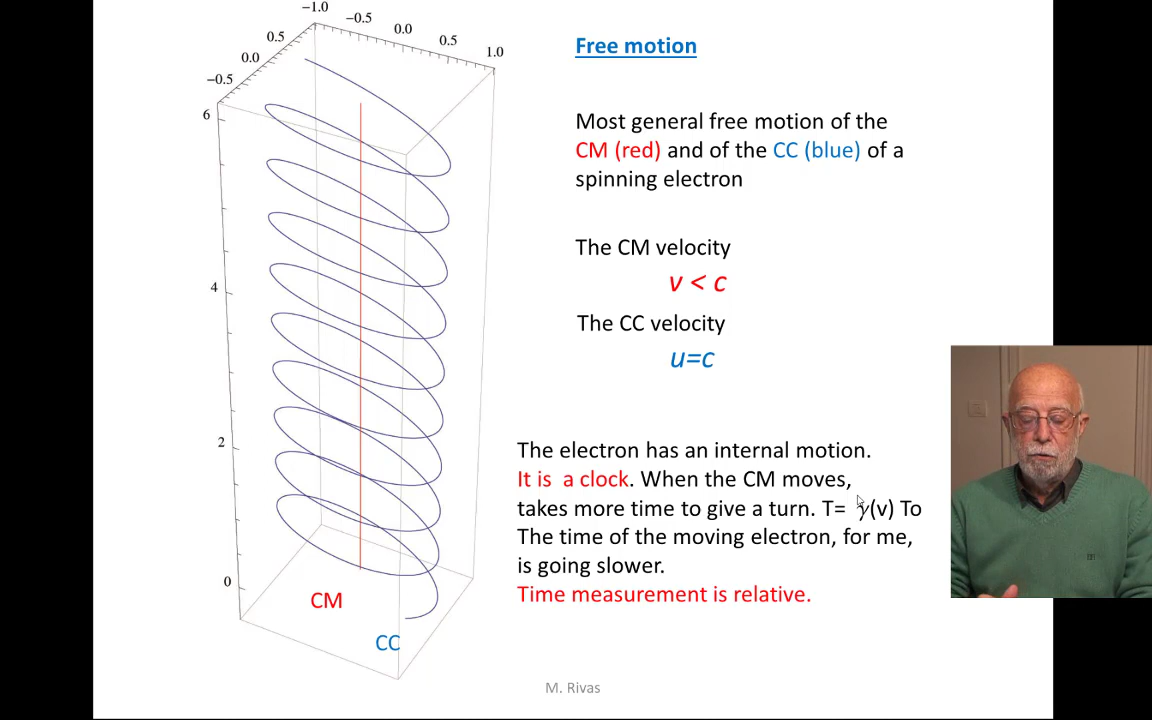 −1.0
−0.5
0.0
0.5
1.0
0.5
0.0
−0.5
6
4
2
0
CM
CC
Free motion
Most general free motion of the
CM (red) and of the CC (blue) of a
spinning electron
The CM velocity
v < c
The CC velocity
u=c
The electron has an internal motion.
It is a clock. When the CM moves,
takes more time to give a turn. T= γ(v) To
The time of the moving electron, for me,
is going slower.
Time measurement is relative.
M. Rivas